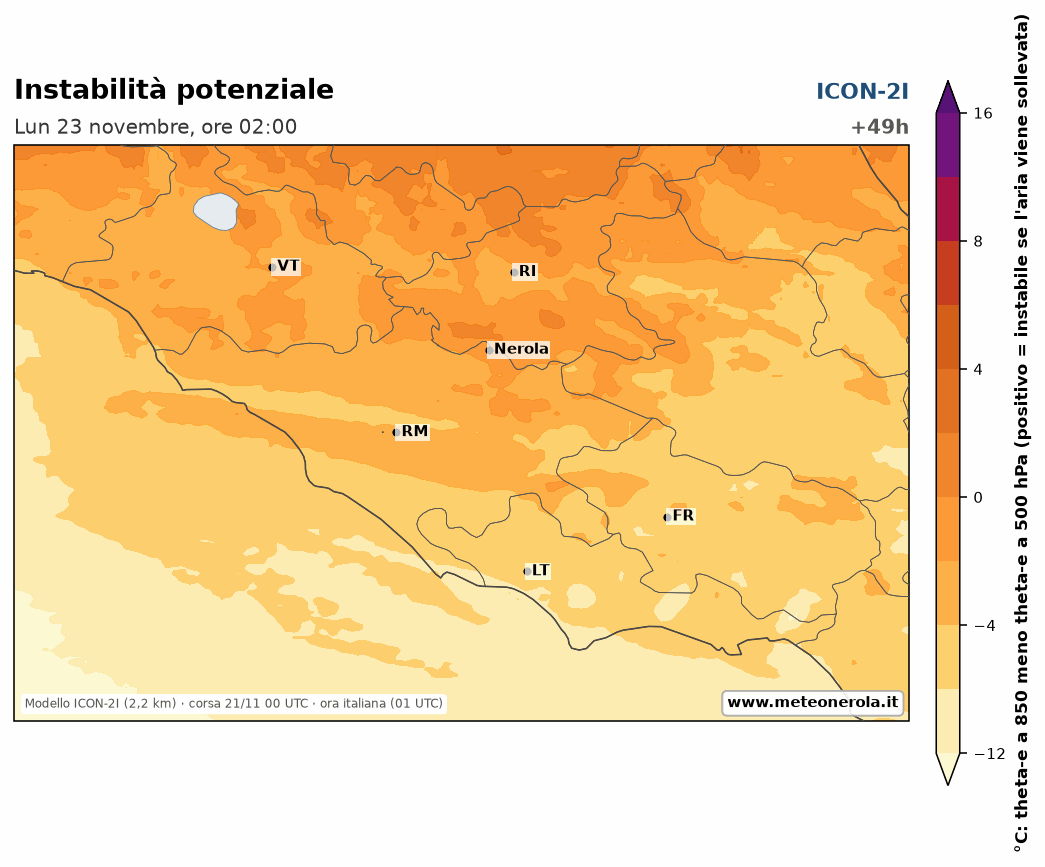 Instabilità potenziale
ICON-2I
Lun 23 novembre, ore 02:00
+49h
VT
RI
Nerola
RM
FR
LT
Modello ICON-2I (2,2 km) · corsa 21/11 00 UTC · ora italiana (01 UTC)
www.meteonerola.it
16
8
4
0
−4
−12
°C: theta-e a 850 meno theta-e a 500 hPa (positivo = instabile se l'aria viene sollevata)